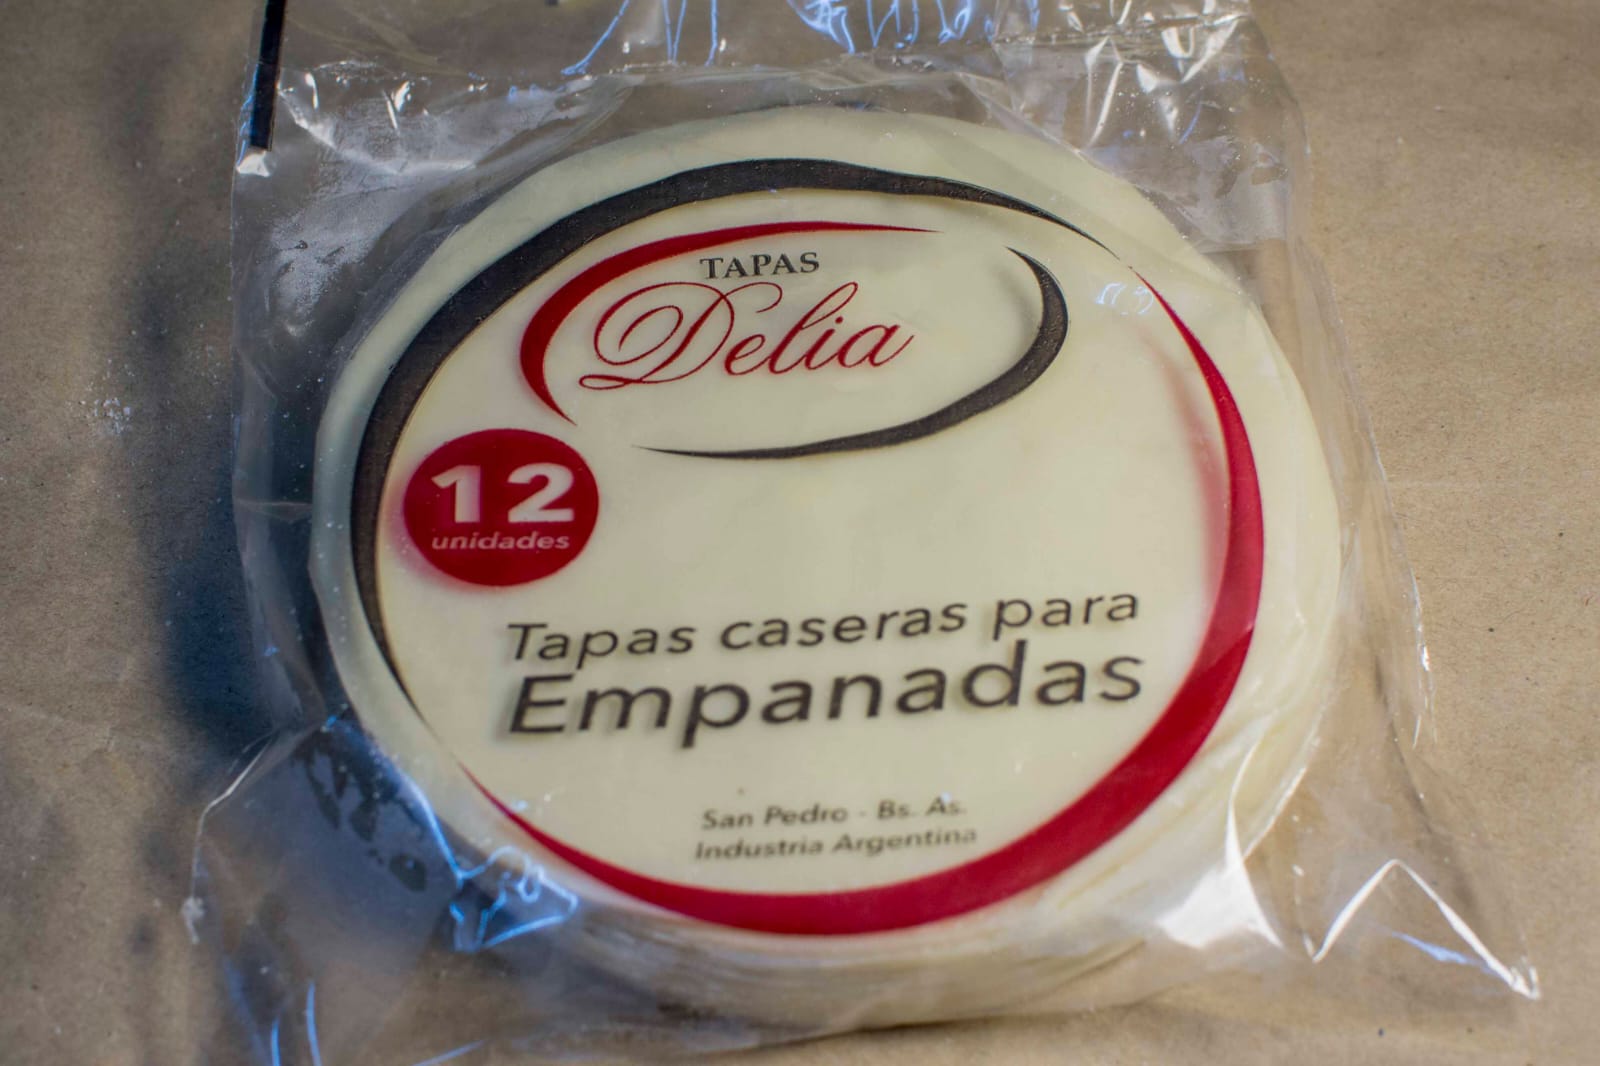 TAPAS
Delia
12
unidades
Tapas caseras para
Empanadas
San Pedro - Bs. As.
Industria Argentina